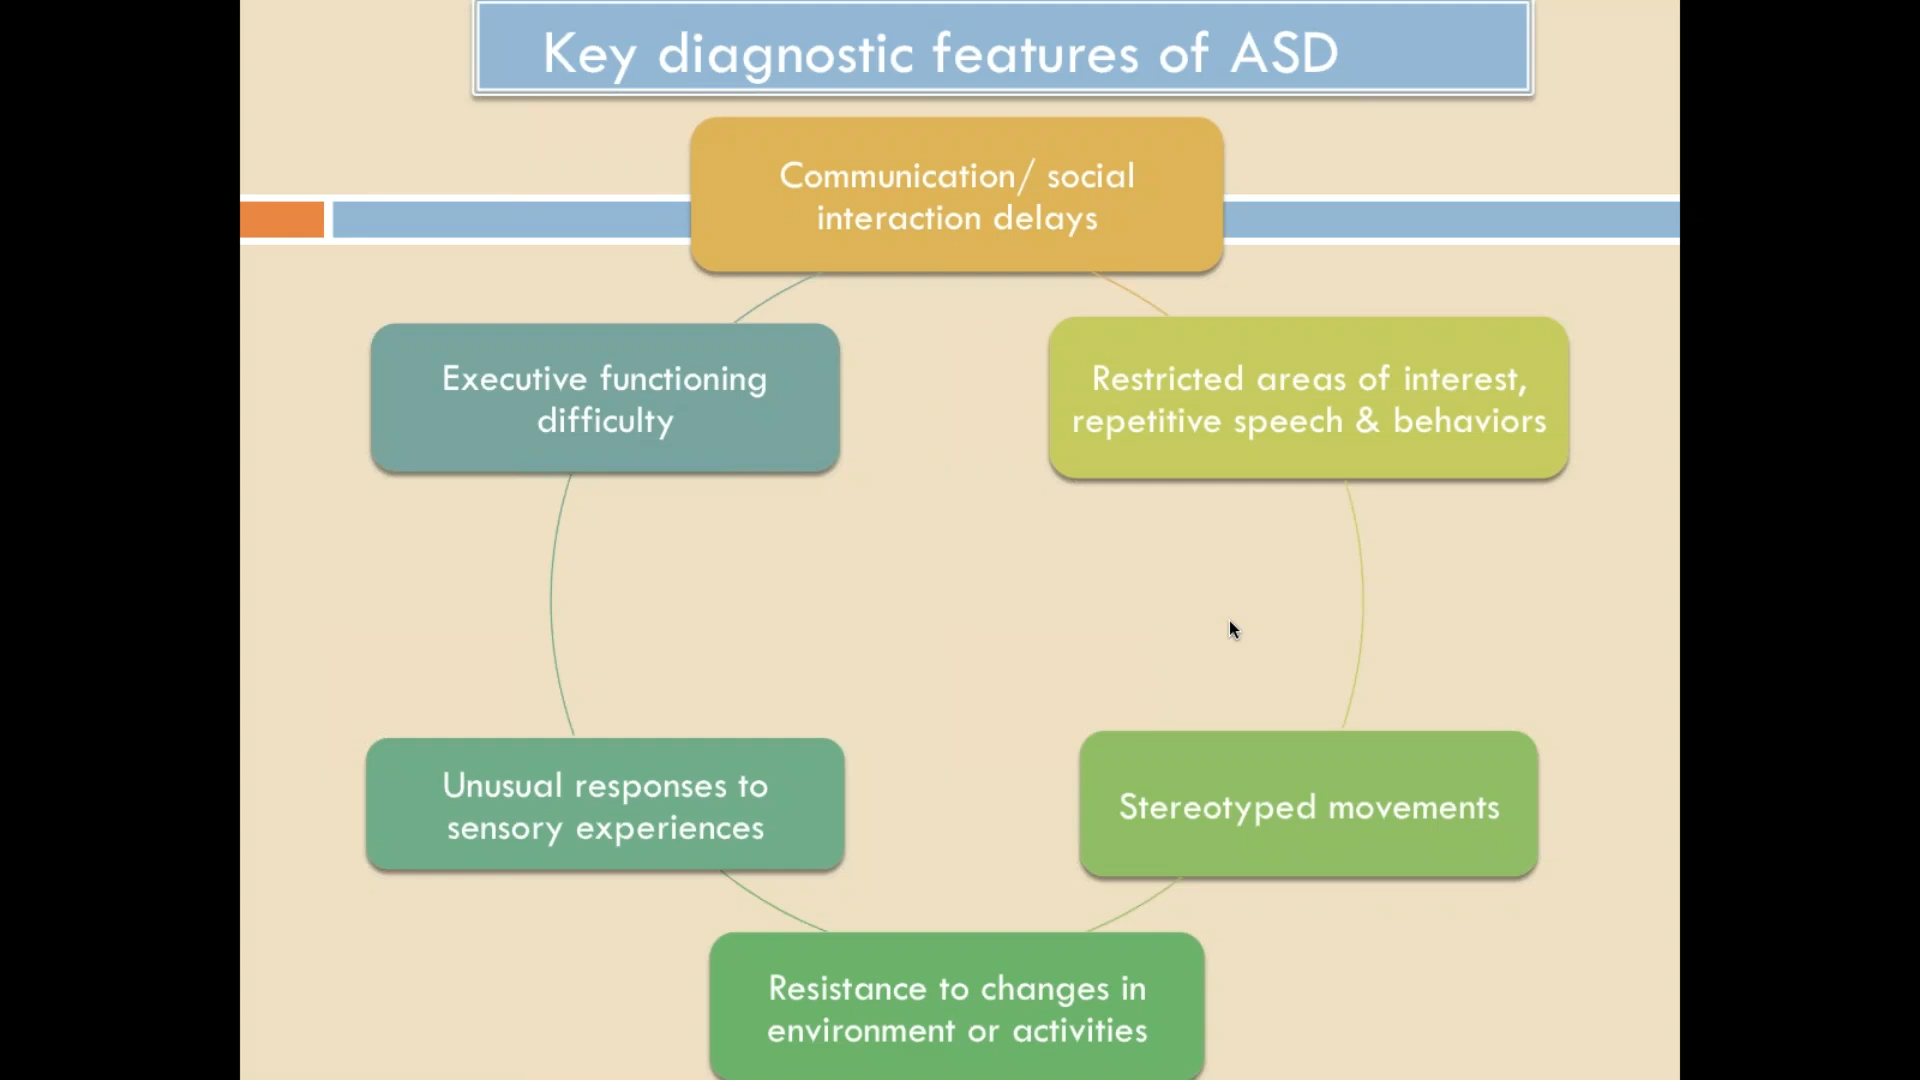 Key diagnostic features of ASD
Communication/ social
interaction delays
Executive functioning
difficulty
Restricted areas of interest,
repetitive speech & behaviors
Unusual responses to
sensory experiences
Stereotyped movements
Resistance to changes in
environment or activities